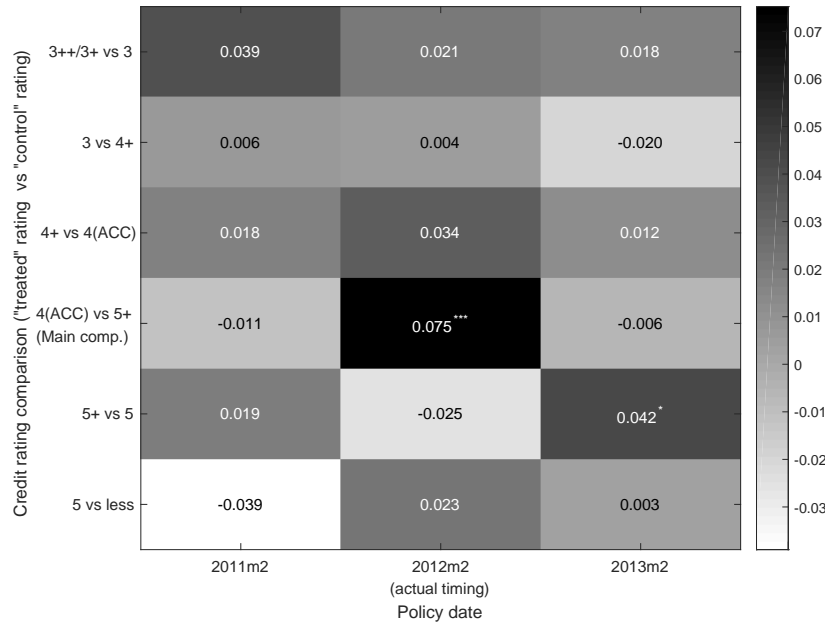 Credit rating comparison ("treated" rating vs "control" rating)
3++/3+ vs 3
0.039
0.021
0.018
3 vs 4+
0.006
0.004
-0.020
4+ vs 4(ACC)
0.018
0.034
0.012
4(ACC) vs 5+
(Main comp.)
-0.011
0.075***
-0.006
5+ vs 5
0.019
-0.025
0.042*
5 vs less
-0.039
0.023
0.003
2011m2
2012m2
2013m2
(actual timing)
Policy date
0.07
0.06
0.05
0.04
0.03
0.02
0.01
0
-0.01
-0.02
-0.03